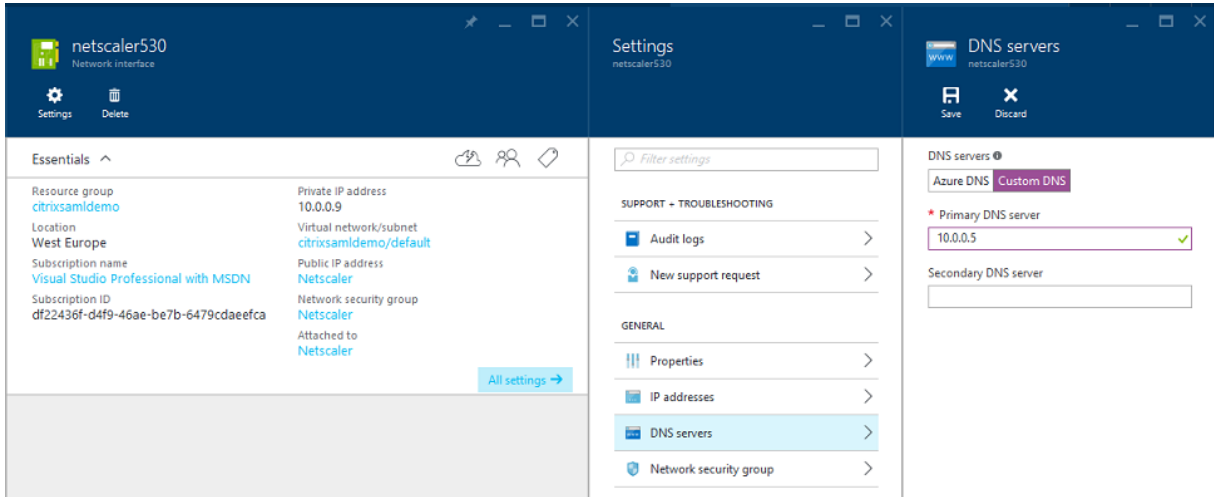 netscaler530
Network interface
Settings
Delete
Essentials
Resource group
citrixsamldemo
Location
West Europe
Subscription name
Visual Studio Professional with MSDN
Subscription ID
df22436f-d4f9-46ae-be7b-6479cdaeefca
Private IP address
10.0.0.9
Virtual network/subnet
citrixsamldemo/default
Public IP address
Netscaler
Network security group
Netscaler
Attached to
Netscaler
All settings →
Settings
netscaler530
Filter settings
SUPPORT + TROUBLESHOOTING
Audit logs
New support request
GENERAL
Properties
IP addresses
DNS servers
Network security group
www
DNS servers
netscaler530
Save
Discard
DNS servers
Azure DNS Custom DNS
* Primary DNS server
10.0.0.5
Secondary DNS server